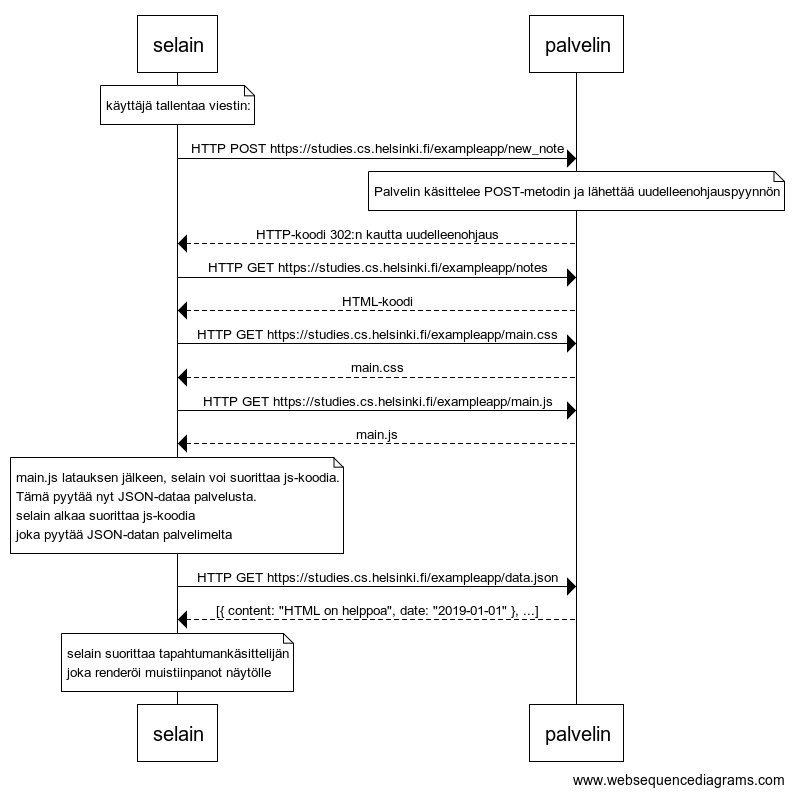 selain
palvelin
käyttäjä tallentaa viestin:
HTTP POST https://studies.cs.helsinki.fi/exampleapp/new_note
Palvelin käsittelee POST-metodin ja lähettää uudelleenohjauspyynnön
HTTP-koodi 302:n kautta uudelleenohjaus
HTTP GET https://studies.cs.helsinki.fi/exampleapp/notes
HTML-koodi
HTTP GET https://studies.cs.helsinki.fi/exampleapp/main.css
main.css
HTTP GET https://studies.cs.helsinki.fi/exampleapp/main.js
main.js
main.js latauksen jälkeen, selain voi suorittaa js-koodia.
Tämä pyytää nyt JSON-dataa palvelusta.
selain alkaa suorittaa js-koodia
joka pyytää JSON-datan palvelimelta
HTTP GET https://studies.cs.helsinki.fi/exampleapp/data.json
[{ content: "HTML on helppoa", date: "2019-01-01" }, ...]
selain suorittaa tapahtumankäsittelijän
joka renderöi muistiinpanot näytölle
selain
palvelin
www.websequencediagrams.com